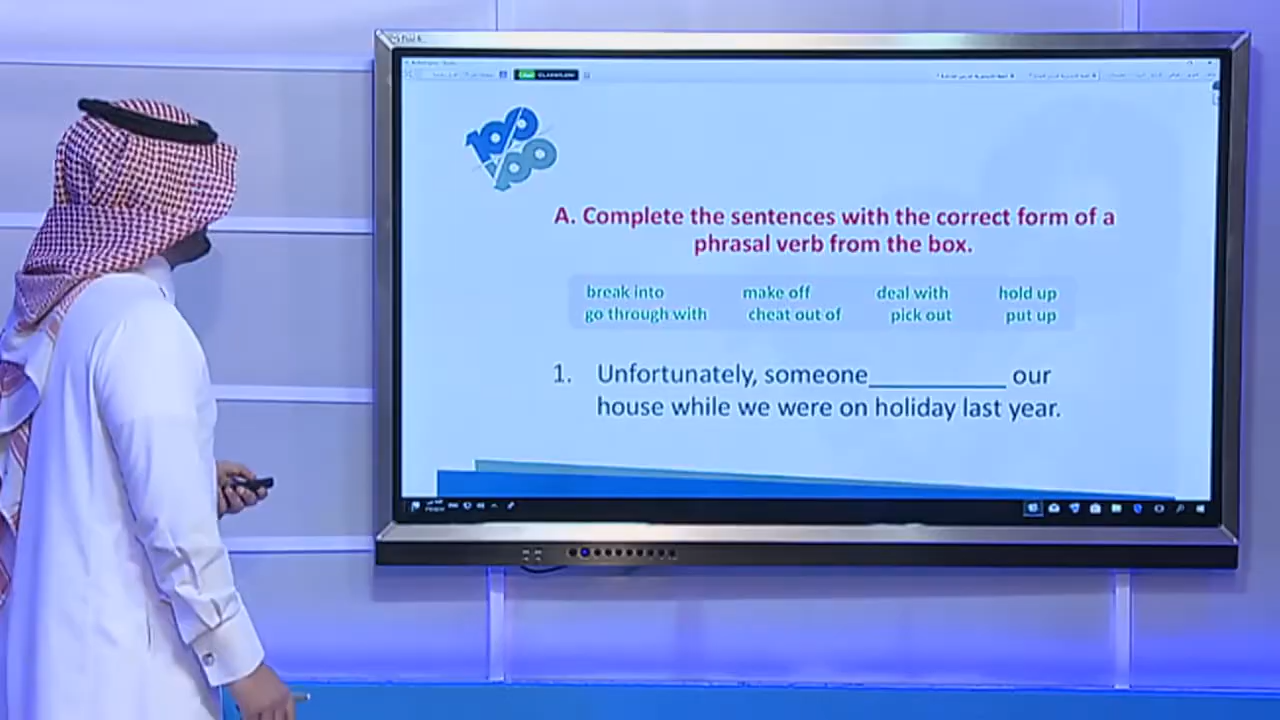 100
100
A. Complete the sentences with the correct form of a
phrasal verb from the box.
break into make off deal with hold up
go through with cheat out of pick out put up
1. Unfortunately, someone__________ our
house while we were on holiday last year.